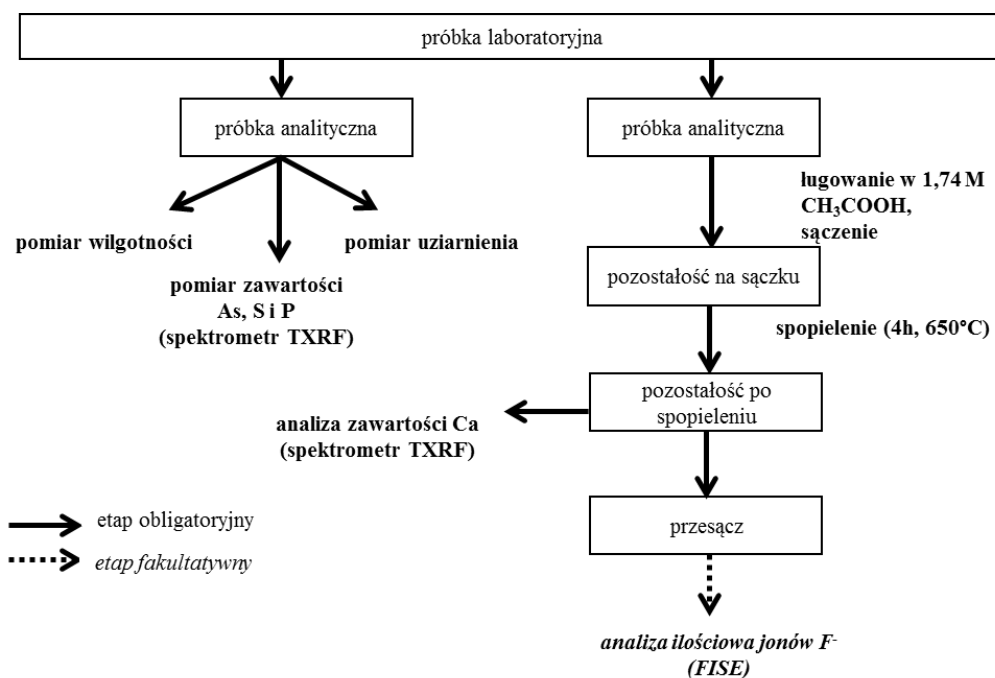 próbka laboratoryjna
próbka analityczna
próbka analityczna
ługowanie w 1,74 M
CH₃COOH,
sączenie
pomiar wilgotności
pomiar uziarnienia
pomiar zawartości
As, S i P
(spektrometr TXRF)
pozostałość na sączku
spopielenie (4h, 650°C)
pozostałość po
spopieleniu
analiza zawartości Ca
(spektrometr TXRF)
przesącz
etap obligatoryjny
etap fakultatywny
analiza ilościowa jonów F⁻
(FISE)